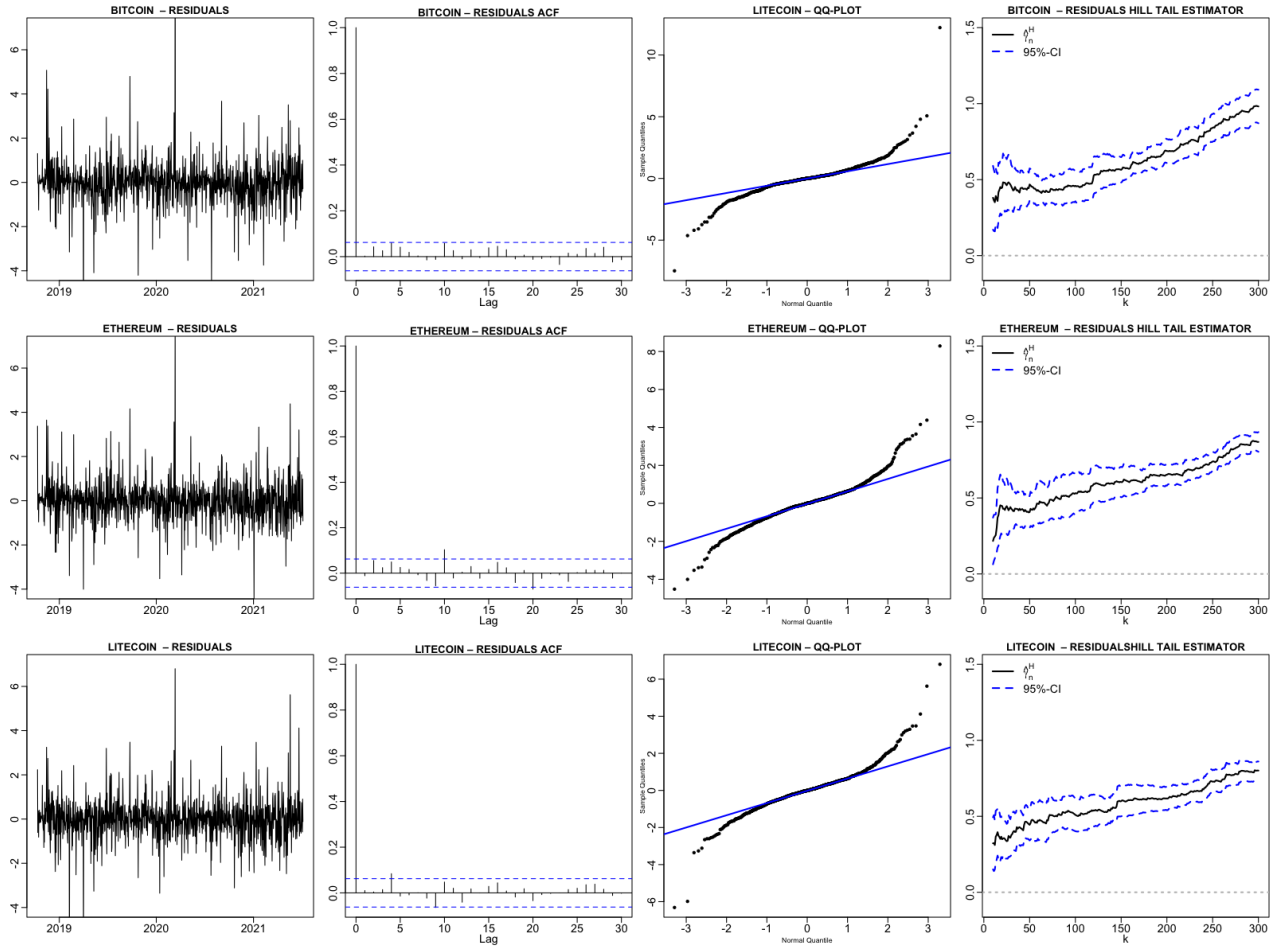 BITCOIN – RESIDUALS
6
4
2
0
-2
-4
2019 2020 2021
BITCOIN – RESIDUALS ACF
1.0
0.8
0.6
0.4
0.2
0.0
0 5 10 15 20 25 30
Lag
LITECOIN – QQ-PLOT
Sample Quantiles
10
5
0
-5
-3 -2 -1 0 1 2 3
Normal Quantile
BITCOIN – RESIDUALS HILL TAIL ESTIMATOR
1.5
1.0
0.5
0.0
γ̂ₙᴴ
95%-CI
0 50 100 150 200 250 300
k
ETHEREUM – RESIDUALS
6
4
2
0
-2
-4
2019 2020 2021
ETHEREUM – RESIDUALS ACF
1.0
0.8
0.6
0.4
0.2
0.0
0 5 10 15 20 25 30
Lag
ETHEREUM – QQ-PLOT
Sample Quantiles
8
6
4
2
0
-2
-4
-3 -2 -1 0 1 2 3
Normal Quantile
ETHEREUM – RESIDUALS HILL TAIL ESTIMATOR
1.5
1.0
0.5
0.0
γ̂ₙᴴ
95%-CI
0 50 100 150 200 250 300
k
LITECOIN – RESIDUALS
6
4
2
0
-2
-4
2019 2020 2021
LITECOIN – RESIDUALS ACF
1.0
0.8
0.6
0.4
0.2
0.0
0 5 10 15 20 25 30
Lag
LITECOIN – QQ-PLOT
Sample Quantiles
6
4
2
0
-2
-4
-6
-3 -2 -1 0 1 2 3
Normal Quantile
LITECOIN – RESIDUALSHILL TAIL ESTIMATOR
1.5
1.0
0.5
0.0
γ̂ₙᴴ
95%-CI
0 50 100 150 200 250 300
k